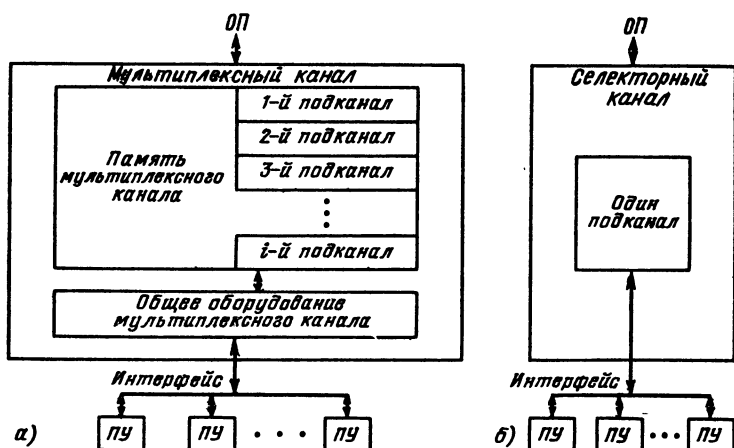 ОП
Мультиплексный канал
Память
мультиплексного
канала
1-й подканал
2-й подканал
3-й подканал
i-й подканал
Общее оборудование
мультиплексного канала
Интерфейс
а)
ПУ
ПУ
. . .
ПУ
ОП
Селекторный
канал
Один
подканал
Интерфейс
б)
ПУ
ПУ
...
ПУ